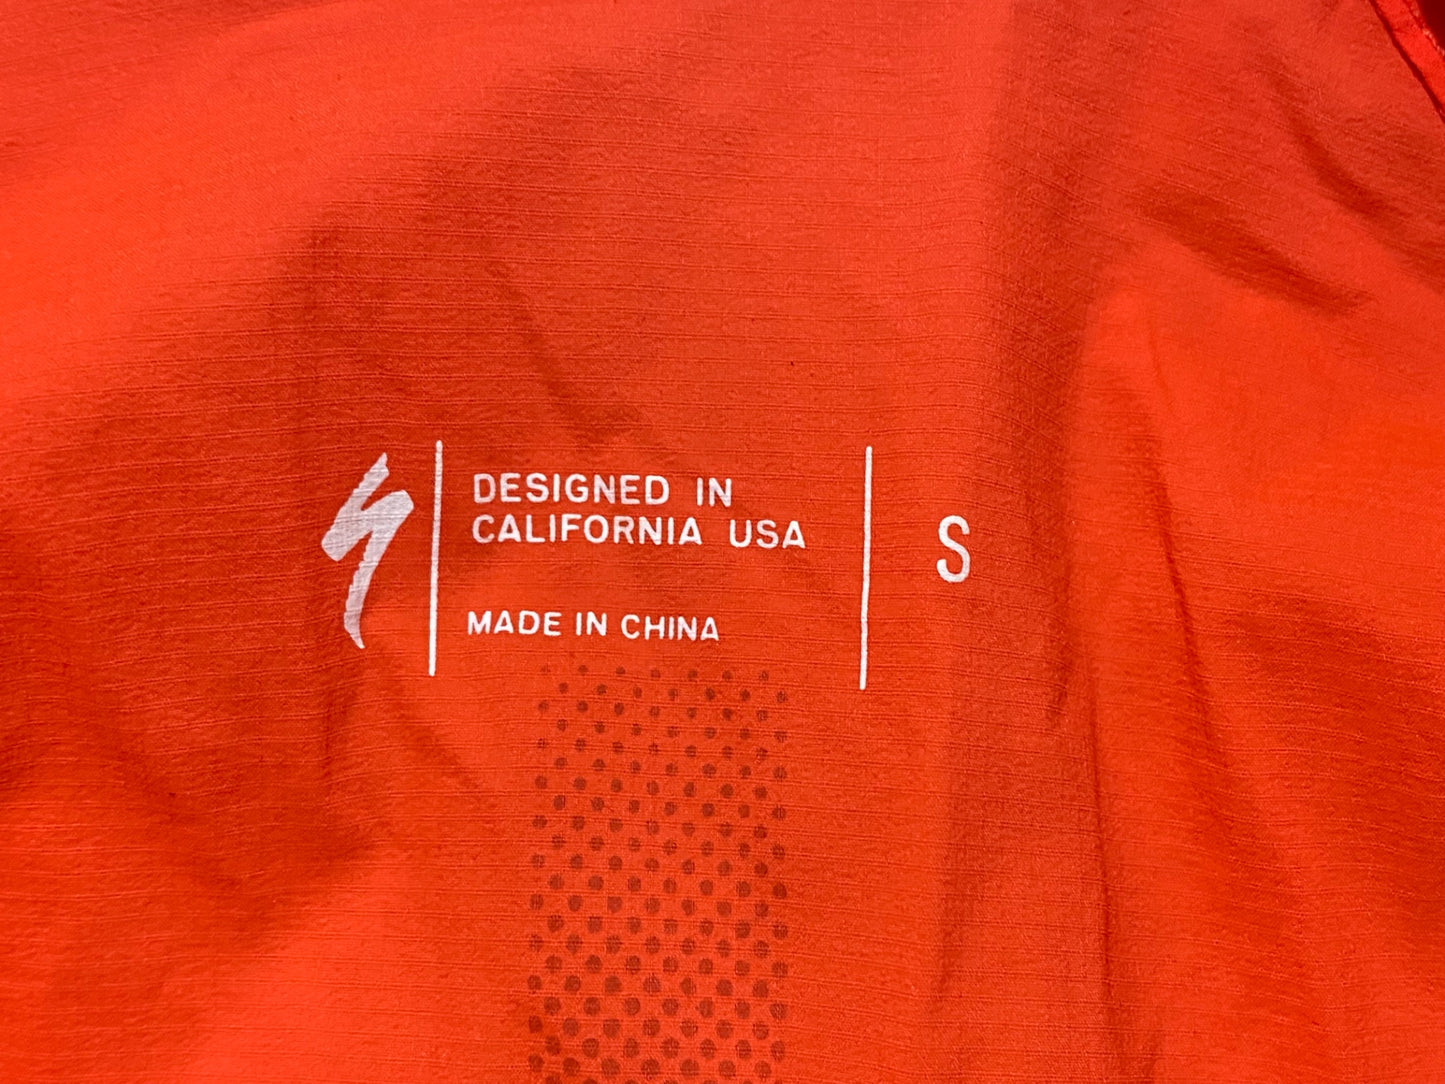 DESIGNED IN
CALIFORNIA USA
MADE IN CHINA
S